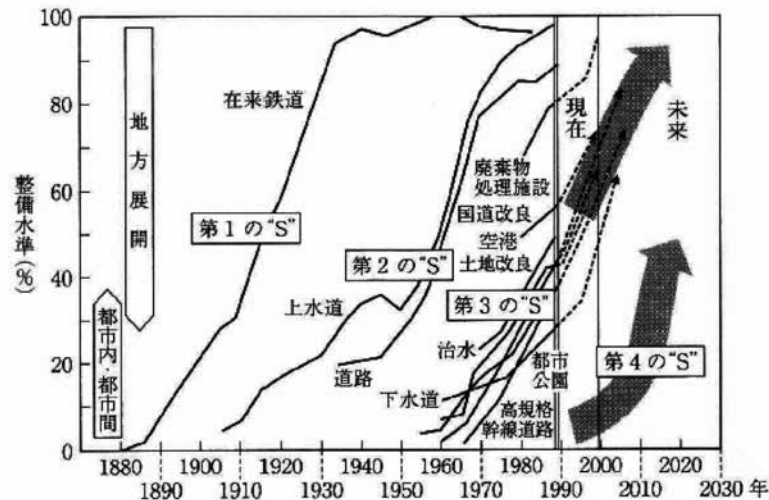 100
80
60
40
20
0
整備水準(%)
地方展開
都市内・都市間
在来鉄道
第1の“S”
上水道
道路
第2の“S”
下水道
治水
第3の“S”
廃棄物
処理施設
国道改良
空港
土地改良
都市
公園
高規格
幹線道路
現在
未来
第4の“S”
1880 1900 1920 1940 1960 1980 2000 2020
1890 1910 1930 1950 1970 1990 2010 2030 年